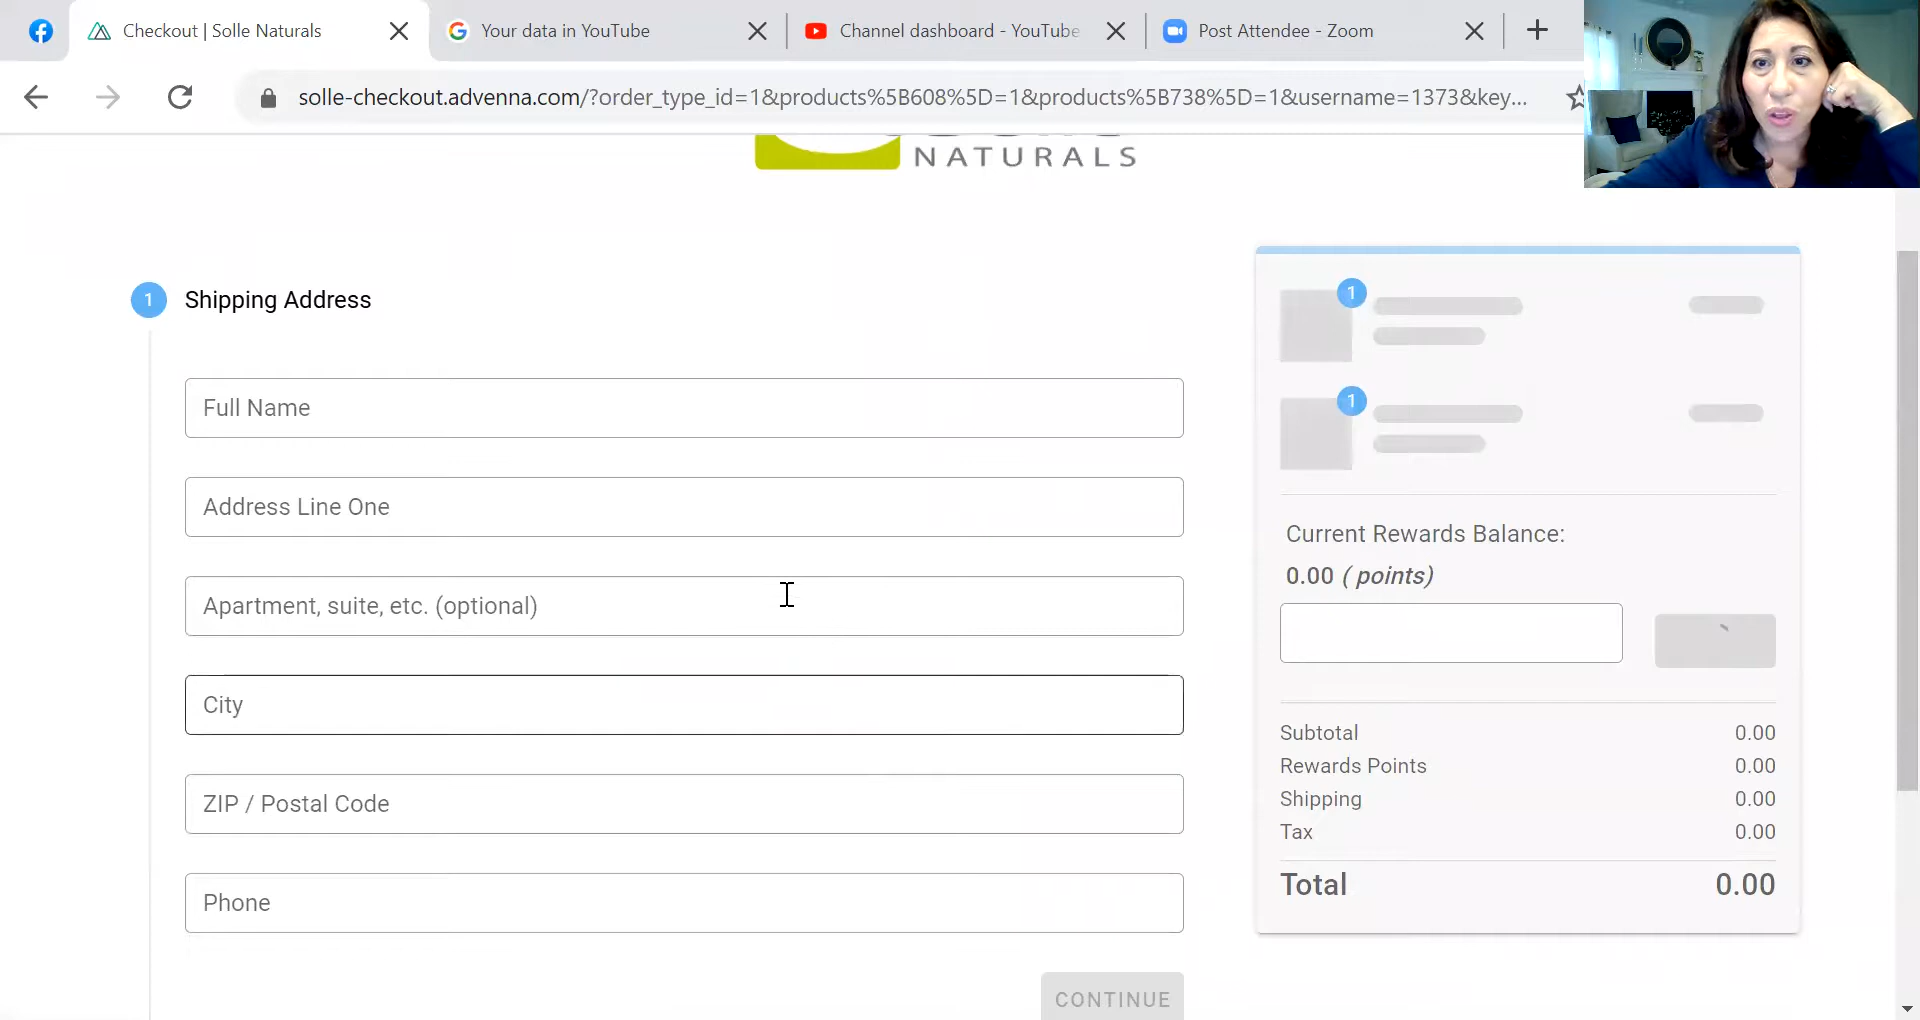 Checkout | Solle Naturals
Your data in YouTube
Channel dashboard - YouTube
Post Attendee - Zoom
solle-checkout.advenna.com/?order_type_id=1&products%5B608%5D=1&products%5B738%5D=1&username=1373&key...
NATURALS
1 Shipping Address
Full Name
Address Line One
Apartment, suite, etc. (optional)
City
ZIP / Postal Code
Phone
CONTINUE
1
1
Current Rewards Balance:
0.00 ( points)
Subtotal 0.00
Rewards Points 0.00
Shipping 0.00
Tax 0.00
Total 0.00